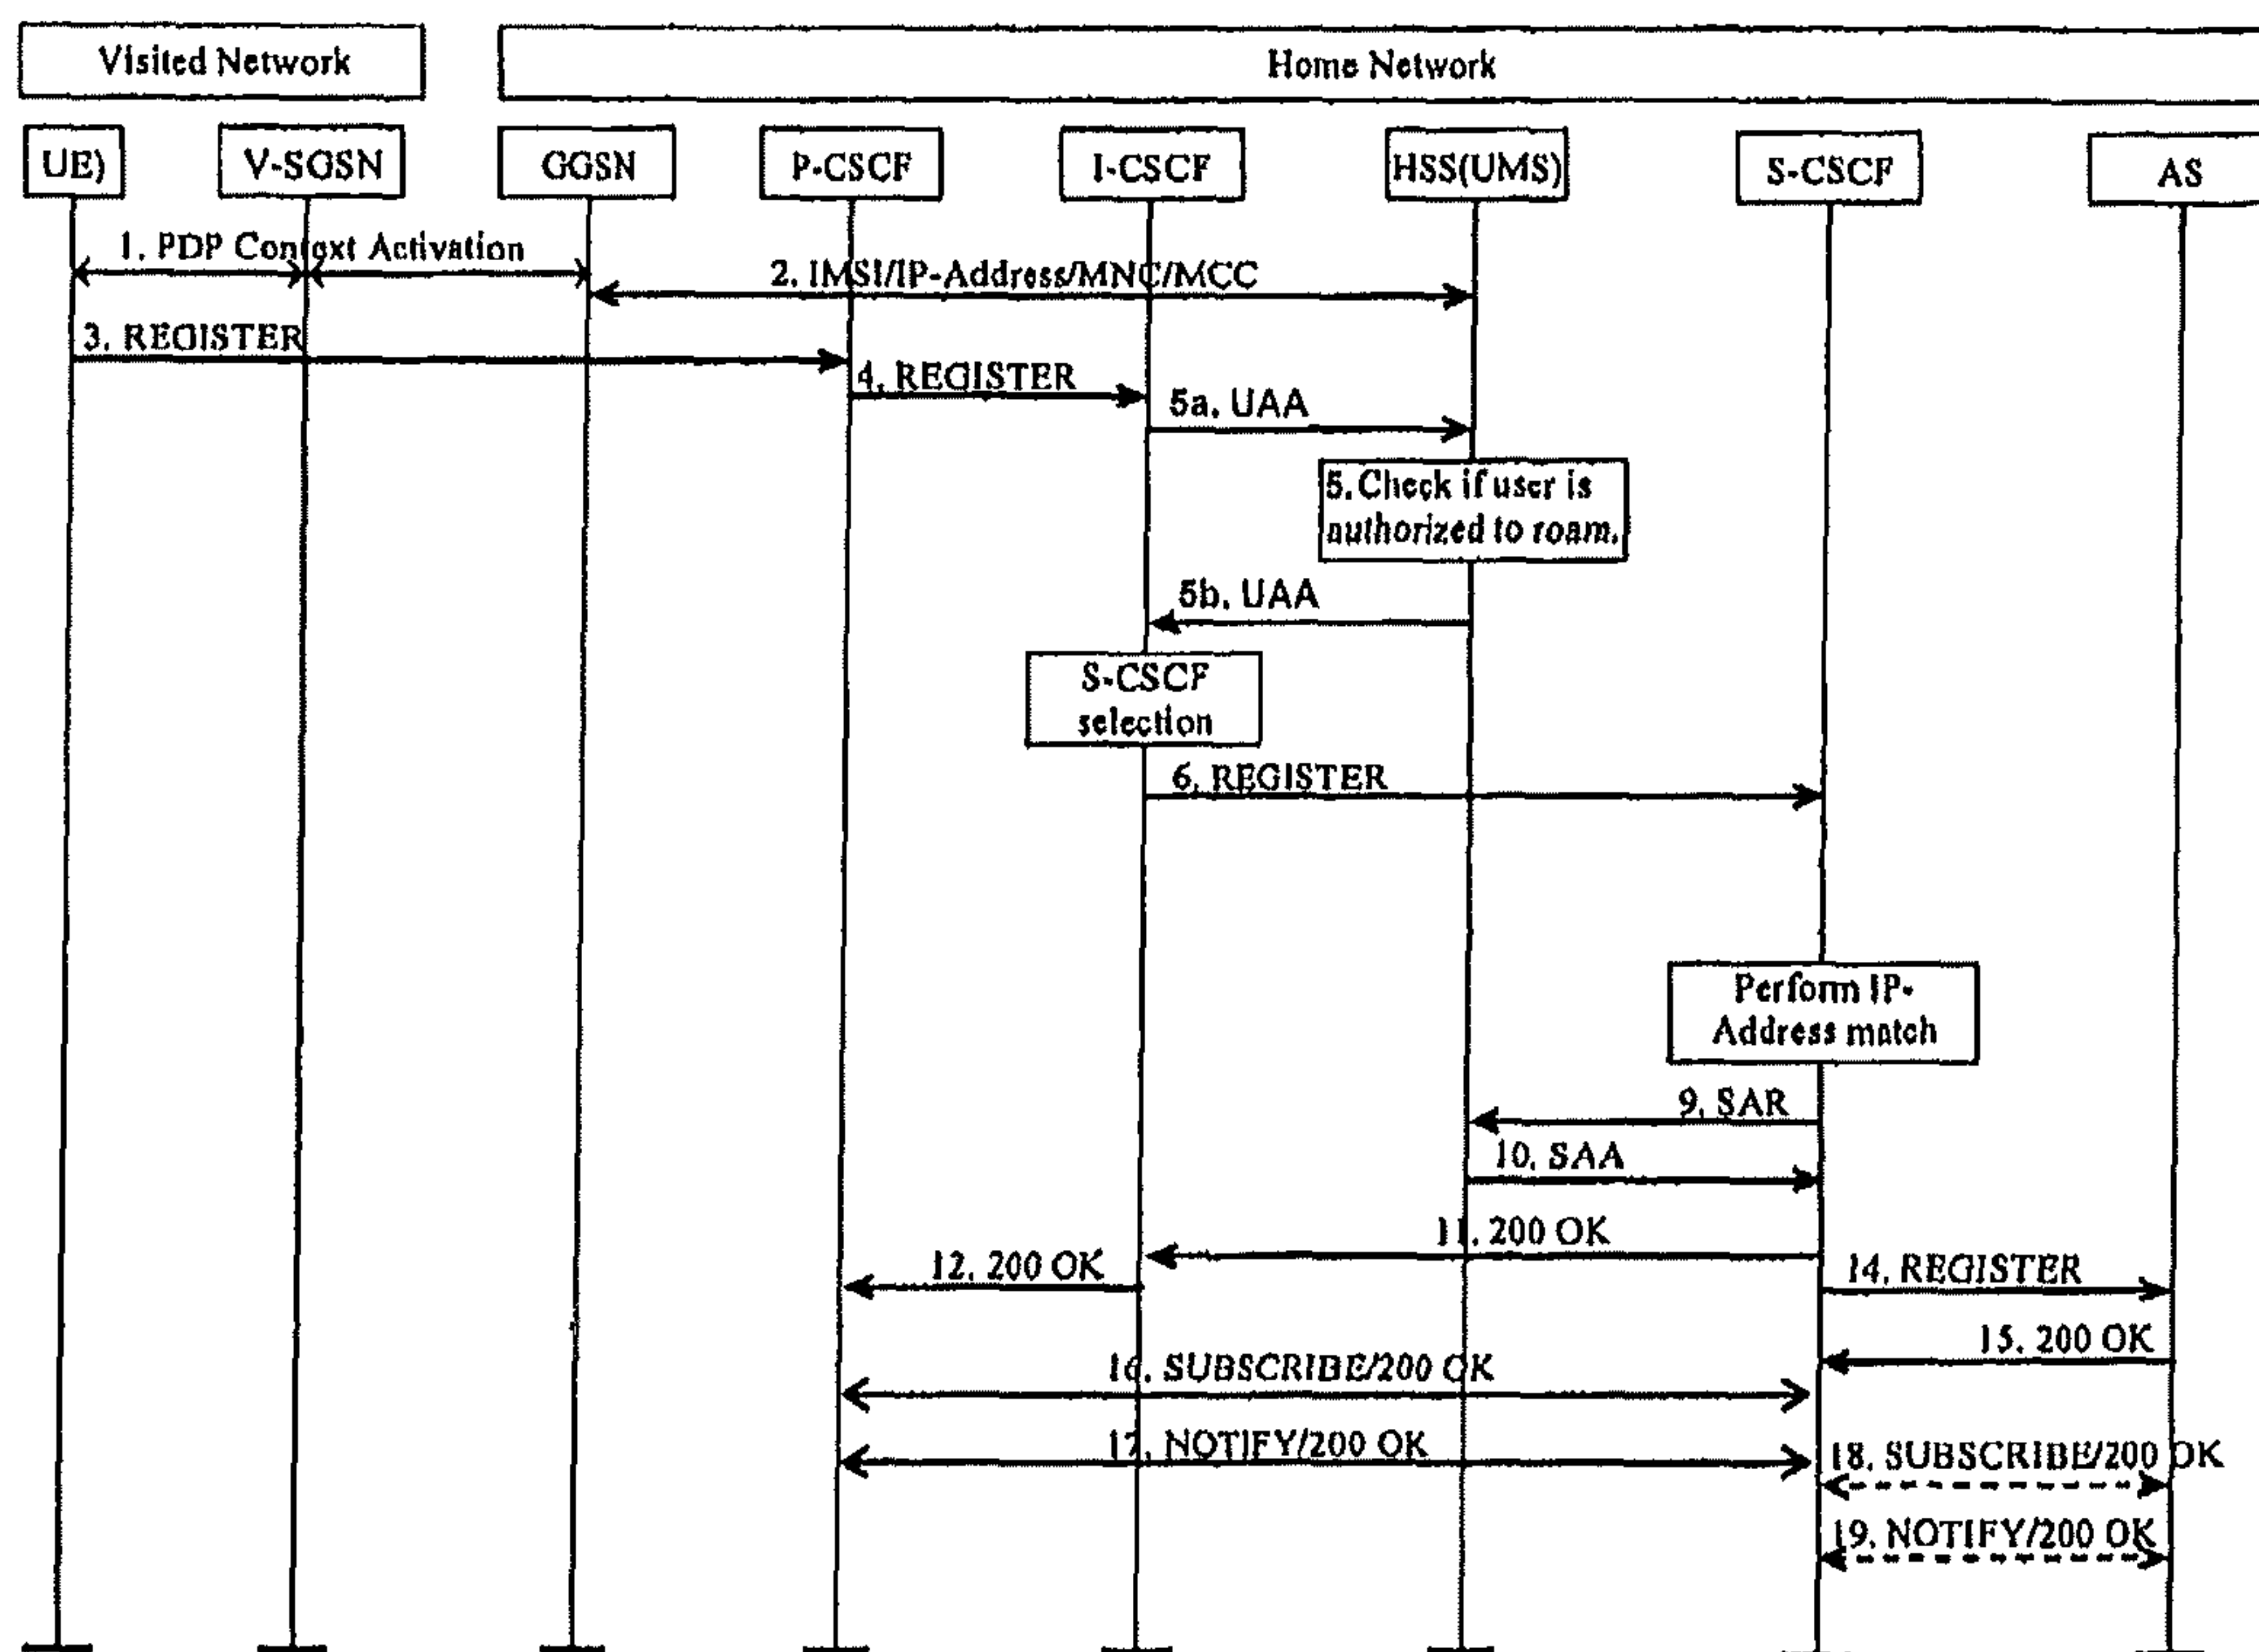 Visited Network
Home Network
UE)
V-SGSN
GGSN
P-CSCF
I-CSCF
HSS(UMS)
S-CSCF
AS
1. PDP Context Activation
2. IMSI/IP-Address/MNC/MCC
3. REGISTER
4. REGISTER
5a. UAA
5. Check if user is
authorized to roam.
5b. UAA
S-CSCF
selection
6. REGISTER
Perform IP-
Address match
9. SAR
10. SAA
11. 200 OK
12. 200 OK
14. REGISTER
15. 200 OK
16. SUBSCRIBE/200 OK
17. NOTIFY/200 OK
18. SUBSCRIBE/200 OK
19. NOTIFY/200 OK